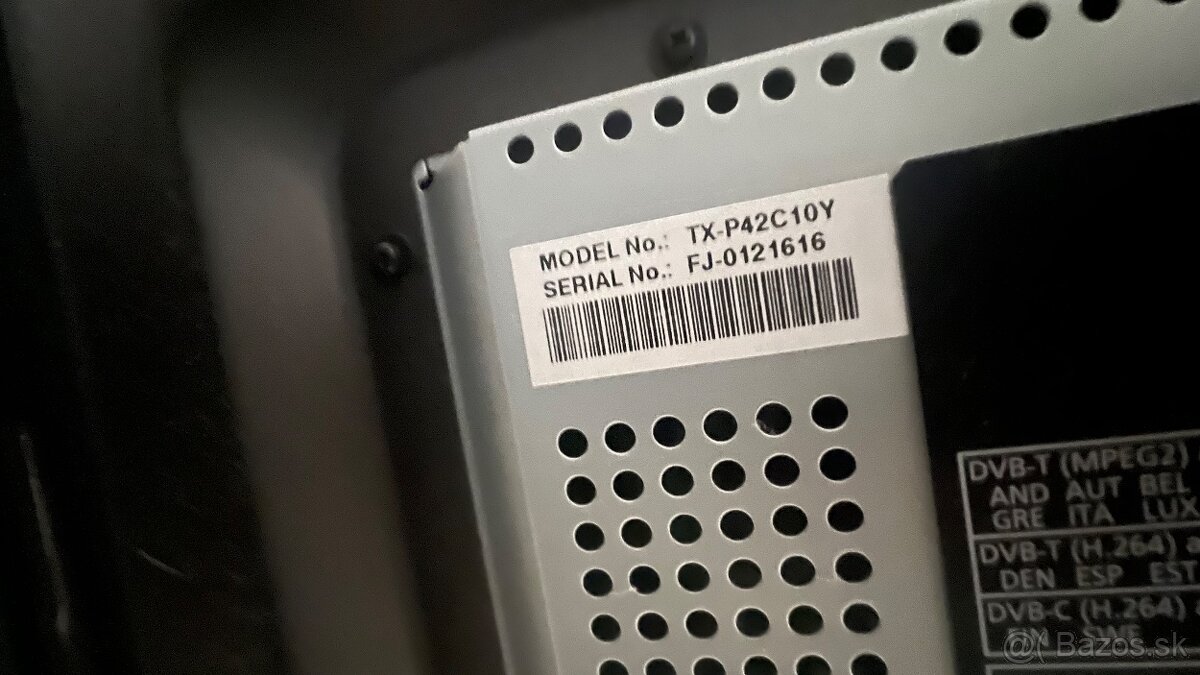 MODEL No.: TX-P42C10Y
SERIAL No.: FJ-0121616
DVB-T (MPEG2)
AND AUT BEL
GRE ITA LUX
DVB-T (H.264) a
DEN ESP EST
DVB-C (H.264)
SWE
Bazos.sk